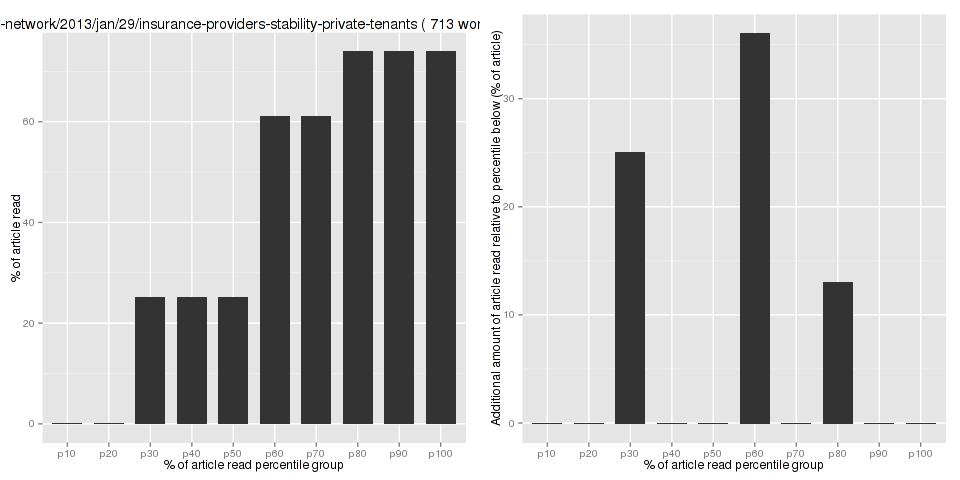 -network/2013/jan/29/insurance-providers-stability-private-tenants ( 713 wor
% of article read
60
40
20
0
p10 p20 p30 p40 p50 p60 p70 p80 p90 p100
% of article read percentile group
Additional amount of article read relative to percentile below (% of article)
30
20
10
0
p10 p20 p30 p40 p50 p60 p70 p80 p90 p100
% of article read percentile group